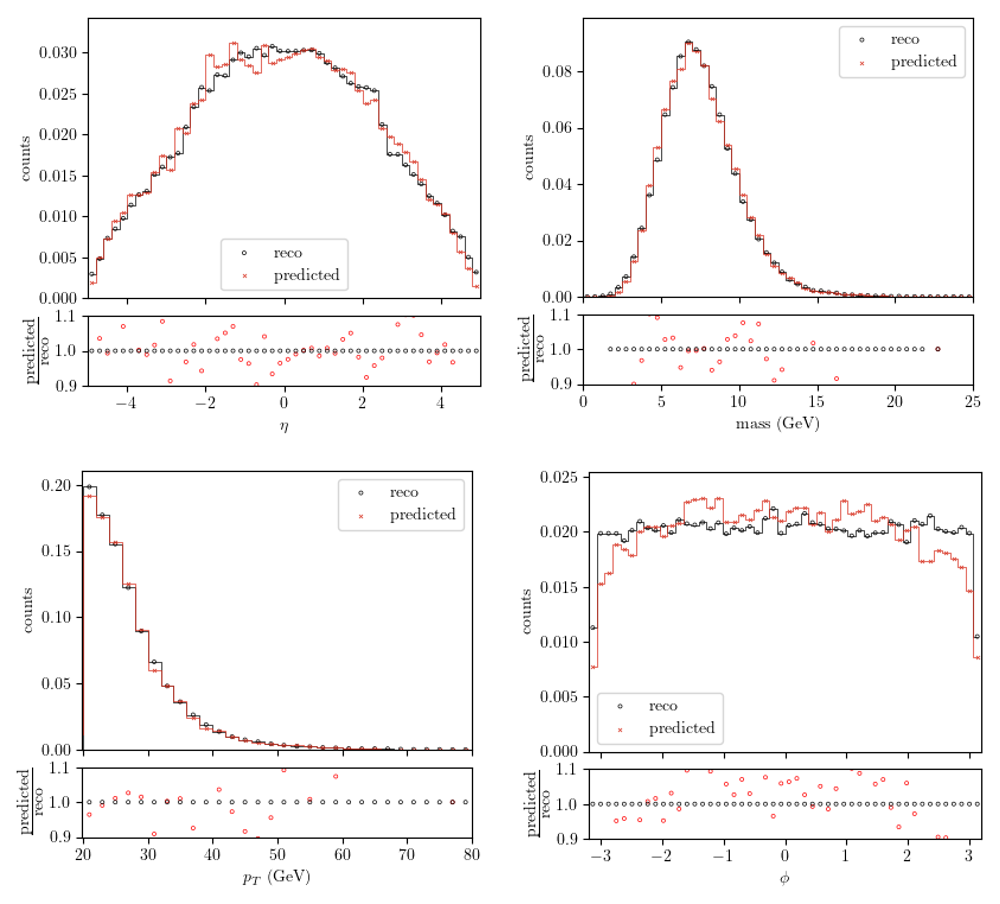 0.030
0.025
0.020
0.015
0.010
0.005
0.000
counts
reco
predicted
1.1
1.0
0.9
predicted
reco
−4 −2 0 2 4
η
0.08
0.06
0.04
0.02
0.00
counts
reco
predicted
1.1
1.0
0.9
predicted
reco
0 5 10 15 20 25
mass (GeV)
0.20
0.15
0.10
0.05
0.00
counts
reco
predicted
1.1
1.0
0.9
predicted
reco
20 30 40 50 60 70 80
p_T (GeV)
0.025
0.020
0.015
0.010
0.005
0.000
counts
reco
predicted
1.1
1.0
0.9
predicted
reco
−3 −2 −1 0 1 2 3
ϕ